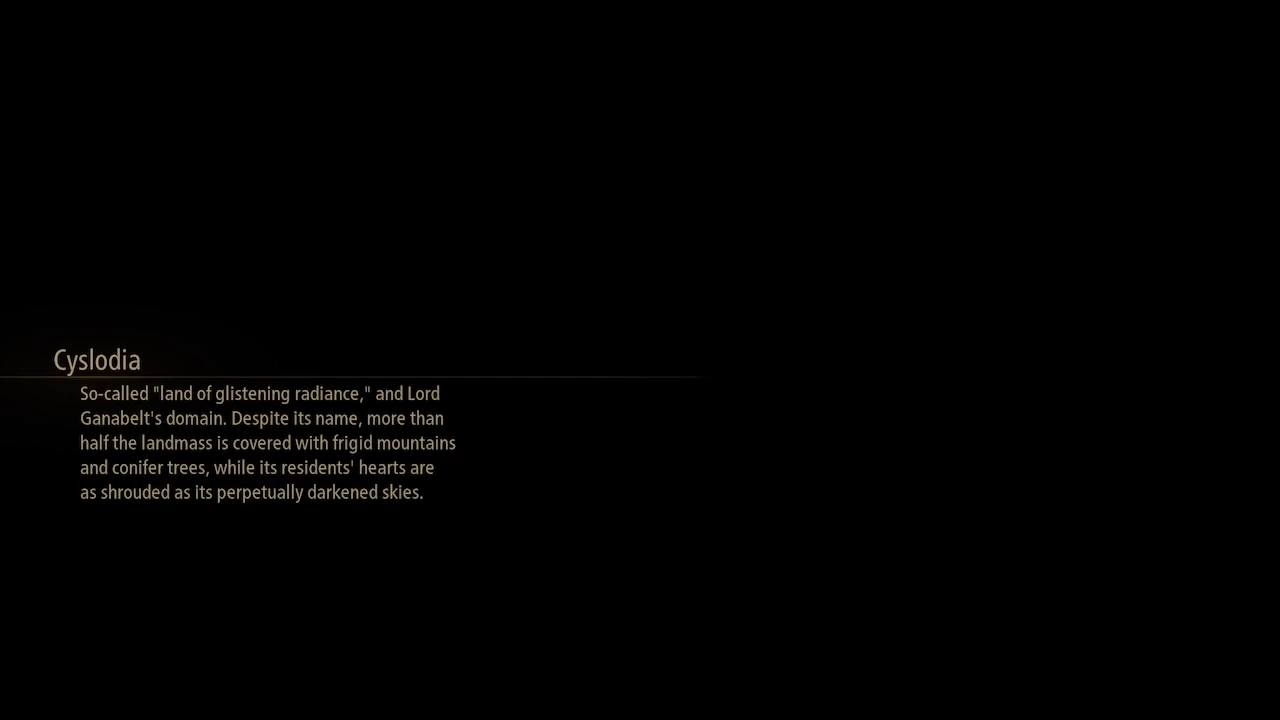 Cyslodia
So-called "land of glistening radiance," and Lord
Ganabelt's domain. Despite its name, more than
half the landmass is covered with frigid mountains
and conifer trees, while its residents' hearts are
as shrouded as its perpetually darkened skies.